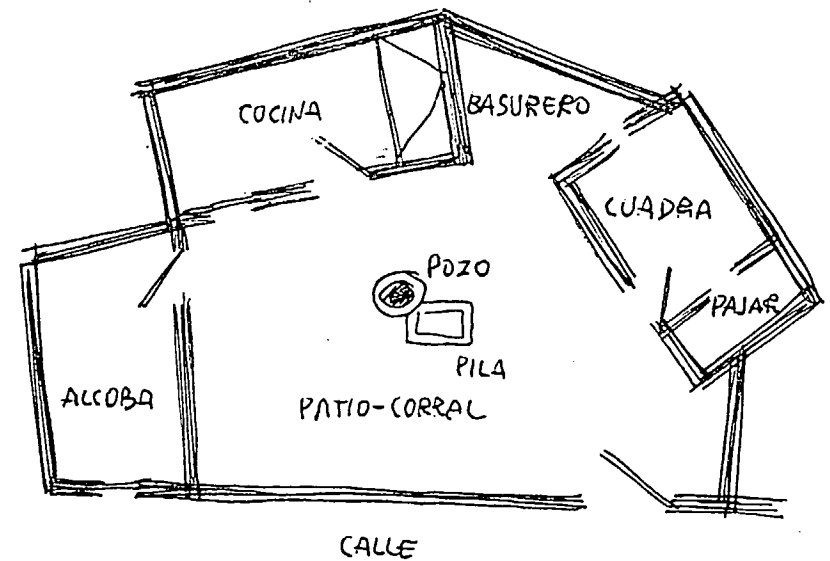 COCINA
BASURERO
CUADRA
POZO
PAJAR
PILA
ALCOBA
PATIO-CORRAL
CALLE